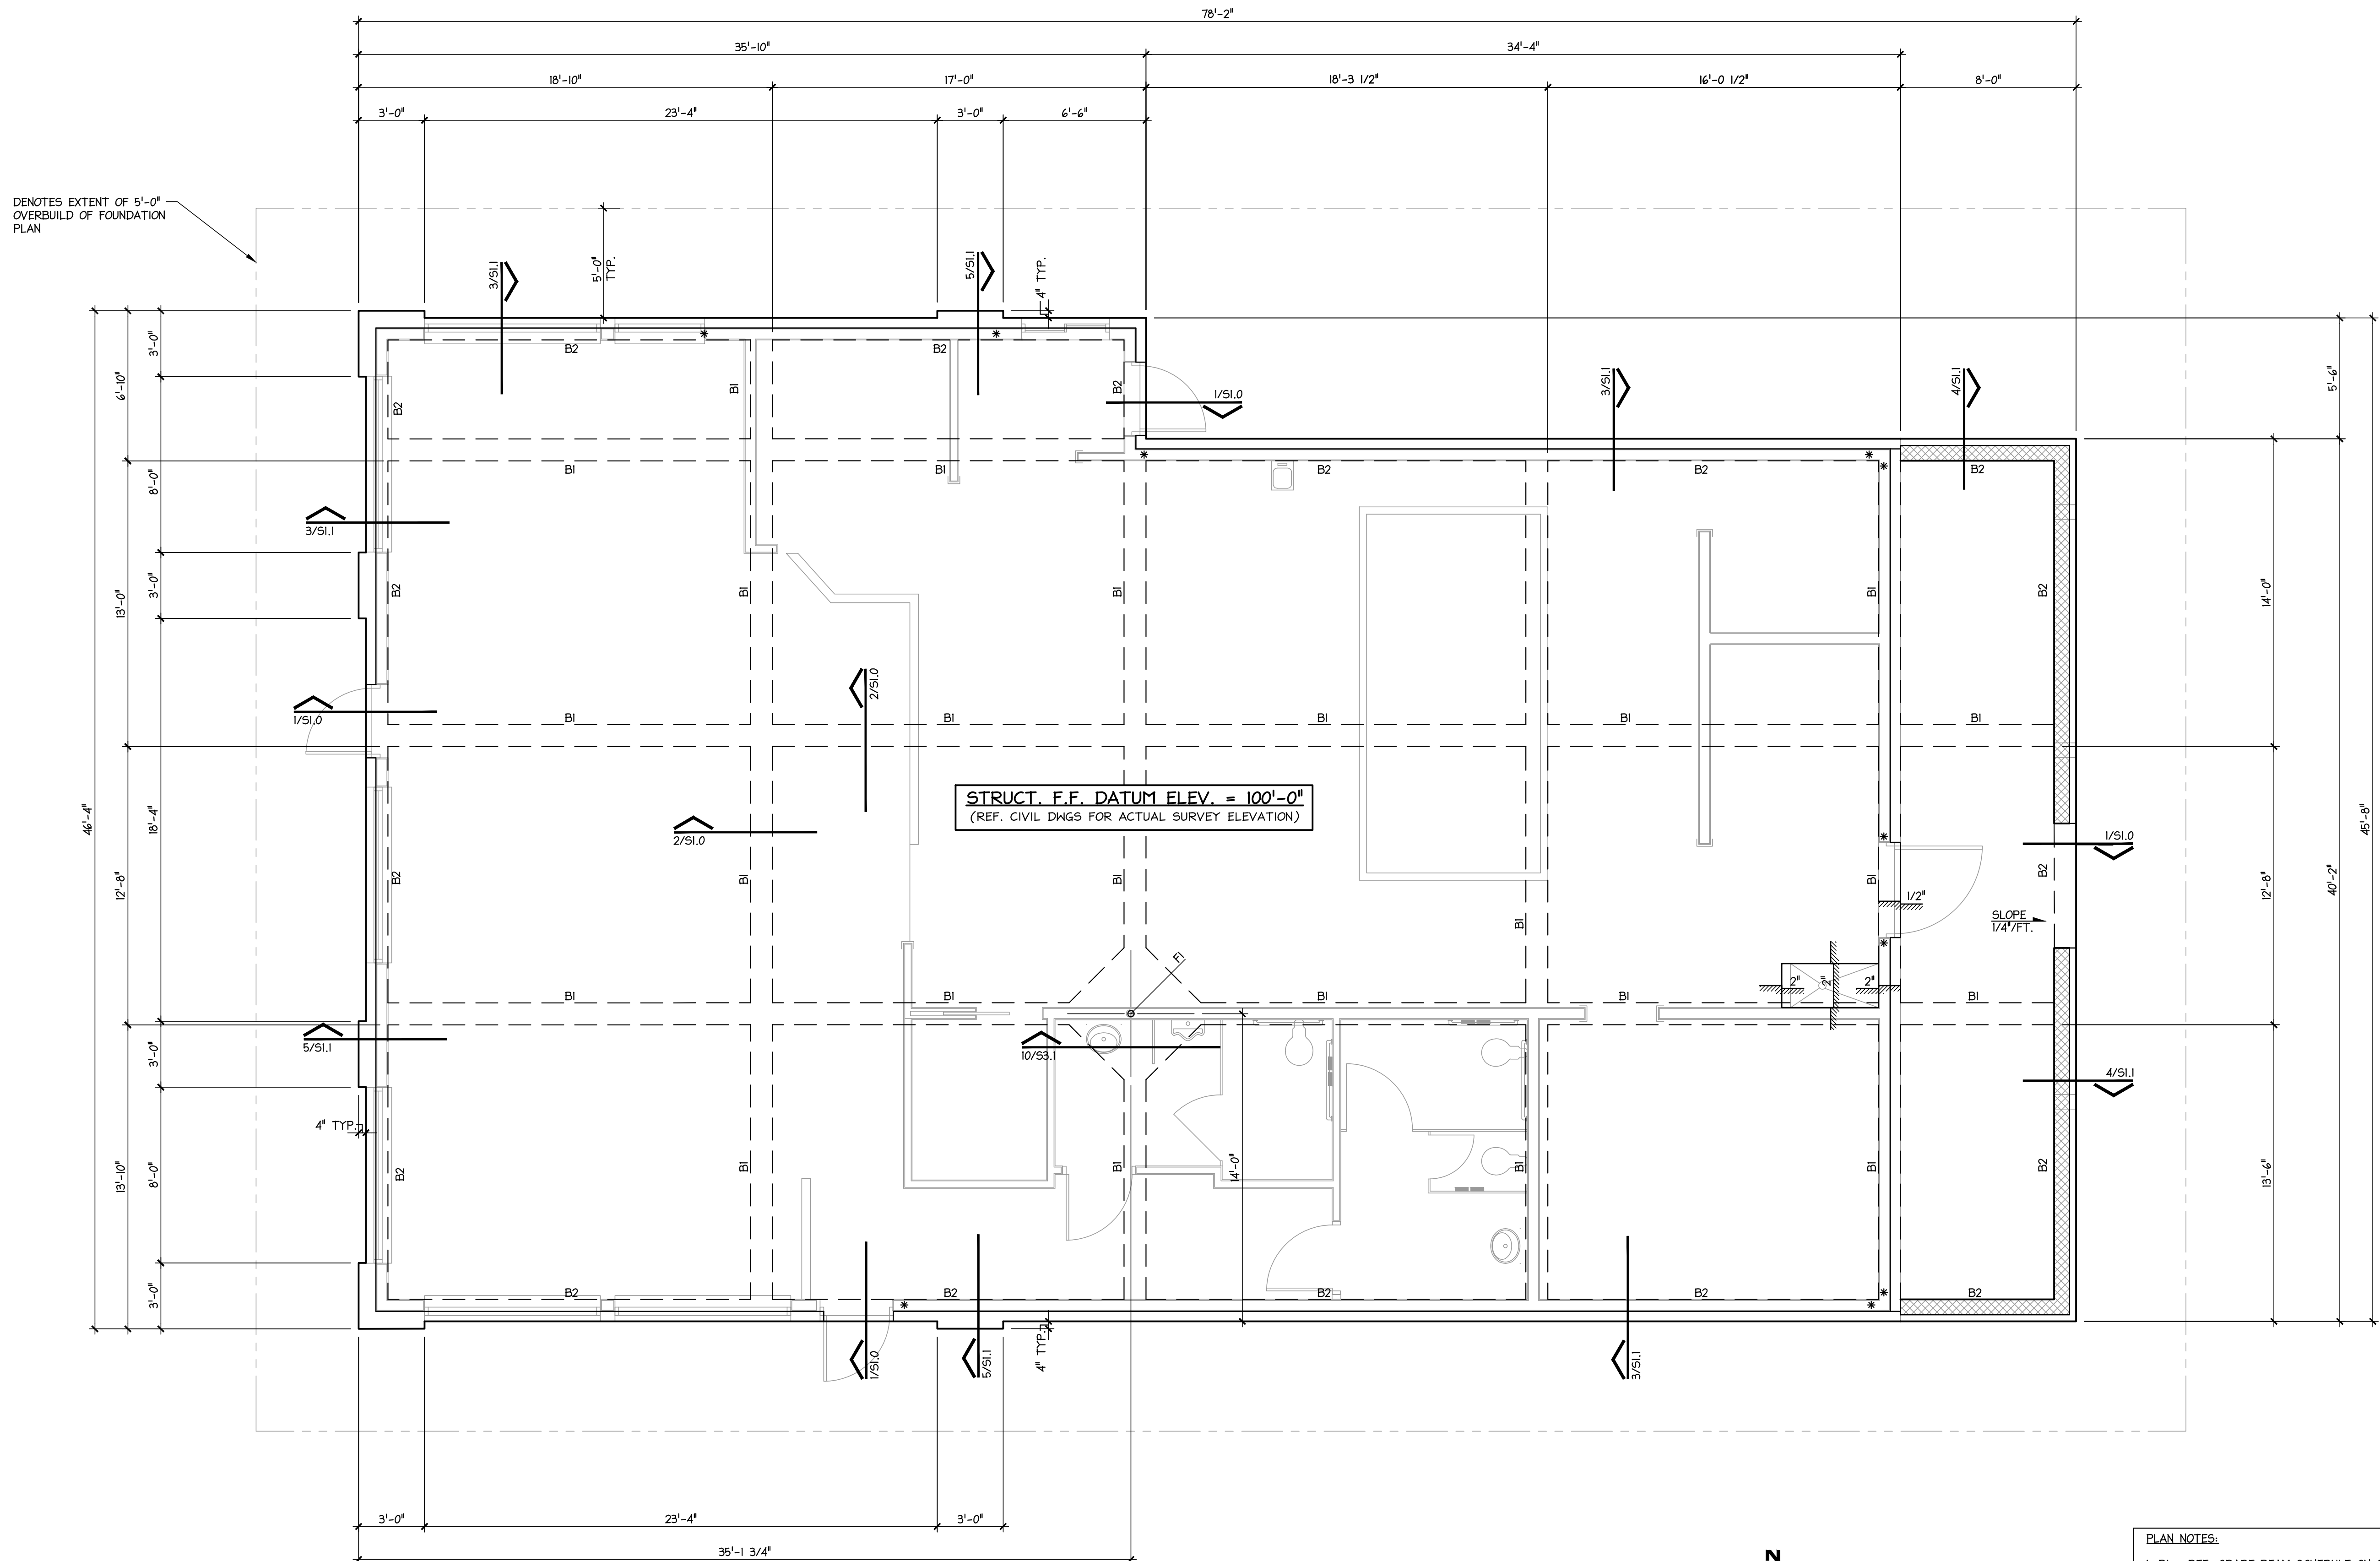 78'-2"
35'-10"
34'-4"
18'-10"
17'-0"
18'-3 1/2"
16'-0 1/2"
8'-0"
3'-0"
23'-4"
3'-0"
6'-6"
DENOTES EXTENT OF 5'-0"
OVERBUILD OF FOUNDATION
PLAN
3/S1.1
5'-0"
TYP.
5/S1.1
4" TYP.
3'-0"
6'-10"
B2
B2
B1
B2
B2
1/S1.0
3/S1.1
4/S1.1
5'-6"
8'-0"
B1
B1
B2
B2
B2
3/S1.1
3'-0"
13'-0"
B2
B1
B1
B1
B2
14'-0"
2/S1.0
1/S1.0
B1
B1
B1
B1
B1
STRUCT. F.F. DATUM ELEV. = 100'-0"
(REF. CIVIL DWGS FOR ACTUAL SURVEY ELEVATION)
46'-4"
18'-4"
2/S1.0
1/S1.0
45'-8"
12'-8"
B2
B1
B1
B1
B1
B2
12'-8"
40'-2"
1/2"
SLOPE
1/4"/FT.
F1
2"
2"
2"
B1
B1
B1
B1
B1
5/S1.1
3'-0"
10/S3.1
4/S1.1
4" TYP.
13'-10"
8'-0"
B2
B1
B1
14'-0"
B1
B1
B2
13'-6"
3'-0"
B2
B2
B2
B2
B2
1/S1.0
5/S1.1
4" TYP.
3/S1.1
3'-0"
23'-4"
3'-0"
35'-1 3/4"
N
PLAN NOTES: